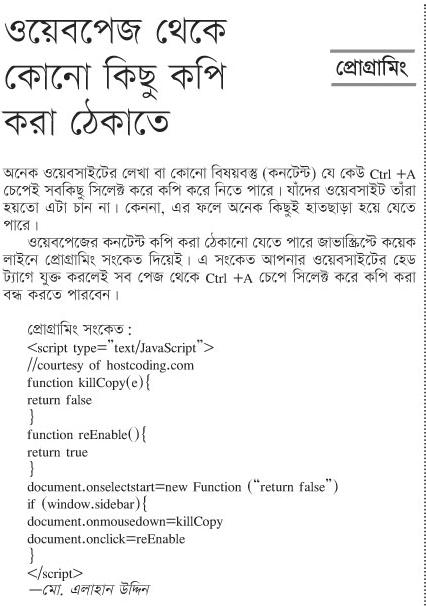 ওয়েবপেজ থেকে
কোনো কিছু কপি
করা ঠেকাতে
প্রোগ্রামিং
অনেক ওয়েবসাইটের লেখা বা কোনো বিষয়বস্তু (কনটেন্ট) যে কেউ Ctrl +A
চেপেই সবকিছু সিলেক্ট করে কপি করে নিতে পারে। যাঁদের ওয়েবসাইট তাঁরা
হয়তো এটা চান না। কেননা, এর ফলে অনেক কিছুই হাতছাড়া হয়ে যেতে
পারে।
ওয়েবপেজের কনটেন্ট কপি করা ঠেকানো যেতে পারে জাভাস্ক্রিপ্টে কয়েক
লাইনে প্রোগ্রামিং সংকেত দিয়েই। এ সংকেত আপনার ওয়েবসাইটের হেড
ট্যাগে যুক্ত করলেই সব পেজ থেকে Ctrl +A চেপে সিলেক্ট করে কপি করা
বন্ধ করতে পারবেন।
প্রোগ্রামিং সংকেত :
<script type=”text/JavaScript”>
//courtesy of hostcoding.com
function killCopy(e){
return false
}
function reEnable(){
return true
}
document.onselectstart=new Function (“return false”)
if (window.sidebar){
document.onmousedown=killCopy
document.onclick=reEnable
}
</script>
—মো. এলাহান উদ্দিন